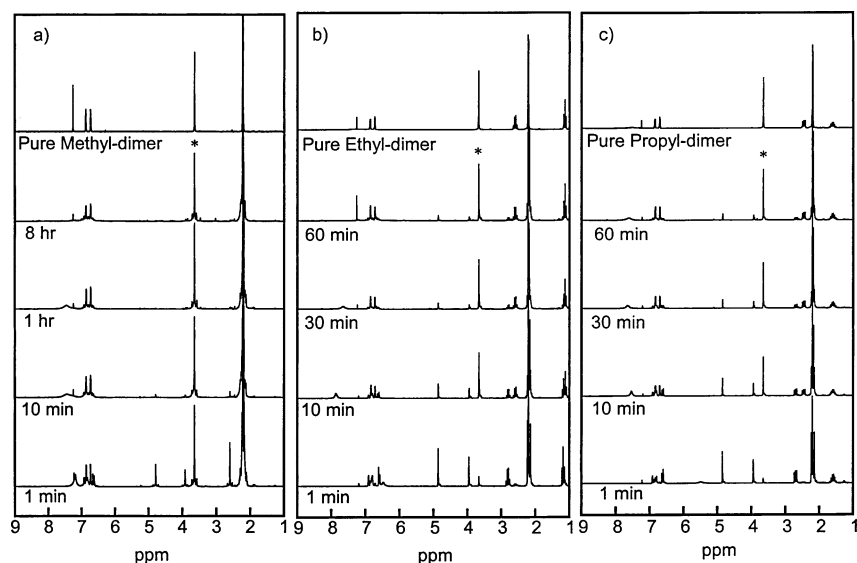 a)
Pure Methyl-dimer
*
8 hr
1 hr
10 min
1 min
9 8 7 6 5 4 3 2 1
ppm
b)
Pure Ethyl-dimer
*
60 min
30 min
10 min
1 min
9 8 7 6 5 4 3 2 1
ppm
c)
Pure Propyl-dimer
*
60 min
30 min
10 min
1 min
9 8 7 6 5 4 3 2 1
ppm